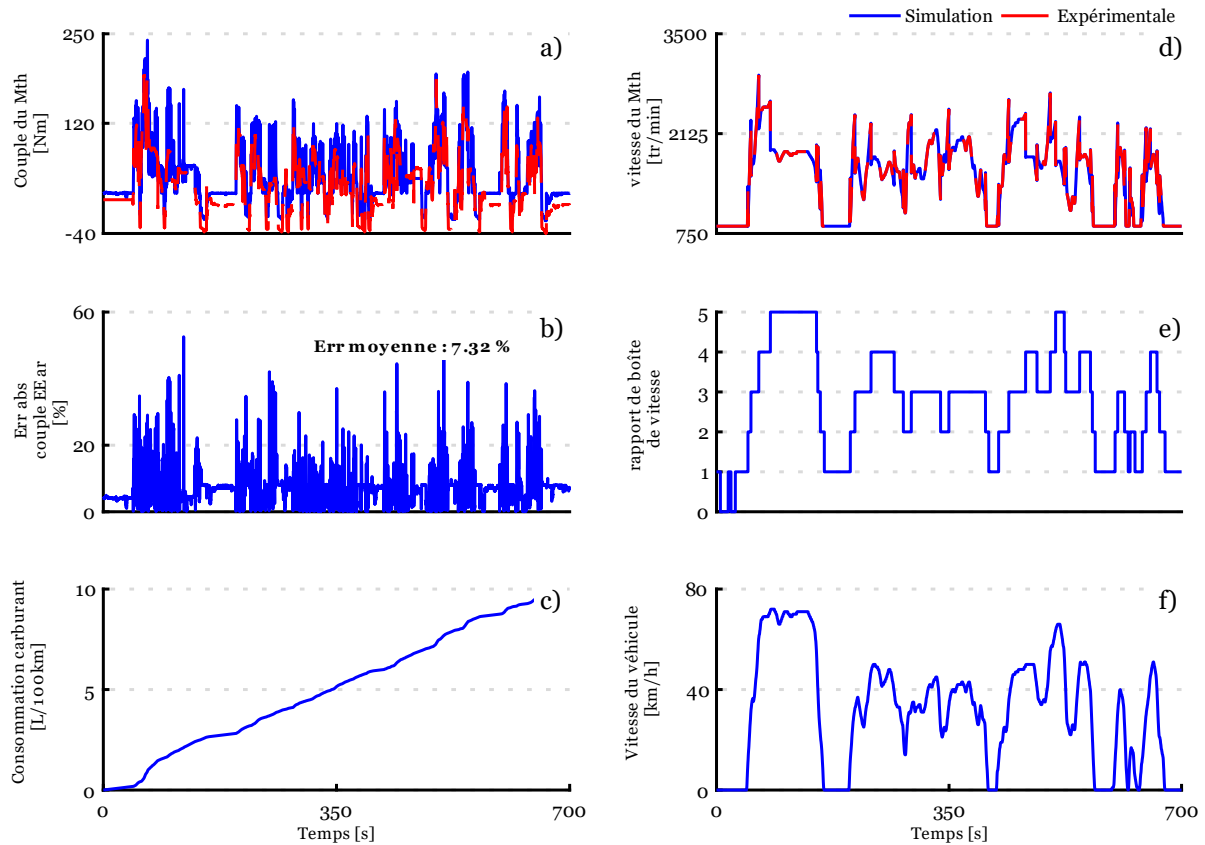 Simulation
Expérimentale
a)
Couple du Mth
[Nm]
250
120
-40
d)
vitesse du Mth
[tr/min]
3500
2125
750
b)
Err moyenne : 7.32 %
Err abs
couple EE ar
[%]
60
20
0
e)
rapport de boîte
de vitesse
5
4
3
2
1
0
c)
Consommation carburant
[L/100km]
10
5
0
0
350
700
Temps [s]
f)
Vitesse du véhicule
[km/h]
80
40
0
0
350
700
Temps [s]